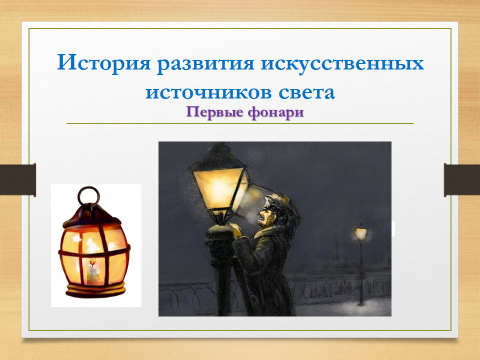 История развития искусственных
источников света
Первые фонари